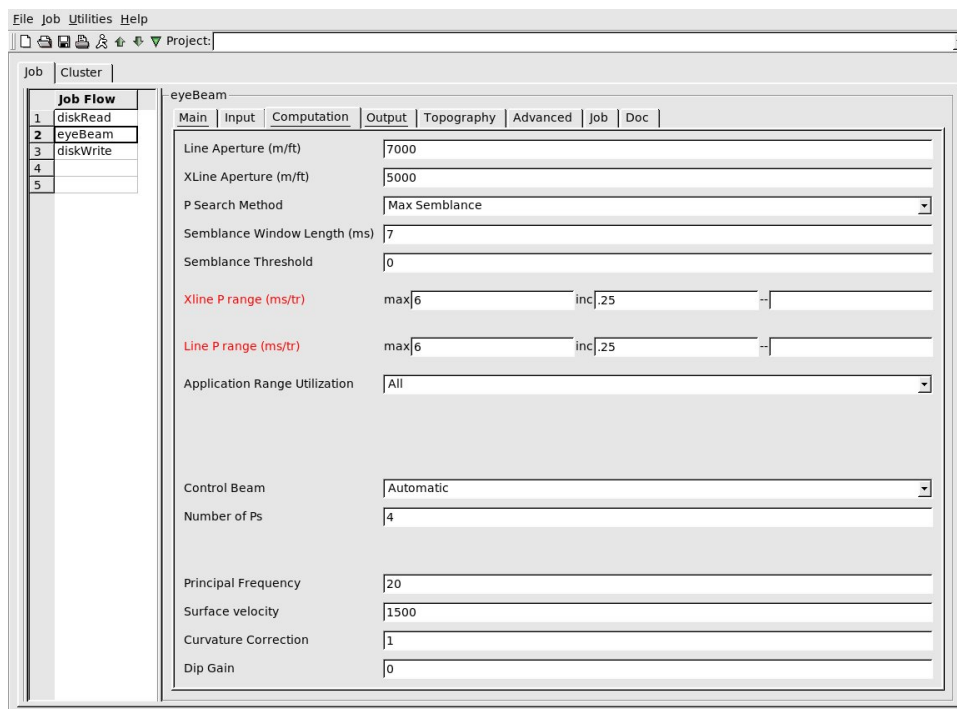 File Job Utilities Help
Project:
Job Cluster
Job Flow
1 diskRead
2 eyeBeam
3 diskWrite
4
5
eyeBeam
Main Input Computation Output Topography Advanced Job Doc
Line Aperture (m/ft) 7000
XLine Aperture (m/ft) 5000
P Search Method Max Semblance
Semblance Window Length (ms) 7
Semblance Threshold 0
Xline P range (ms/tr) max 6 inc .25 --
Line P range (ms/tr) max 6 inc .25 --
Application Range Utilization All
Control Beam Automatic
Number of Ps 4
Principal Frequency 20
Surface velocity 1500
Curvature Correction 1
Dip Gain 0